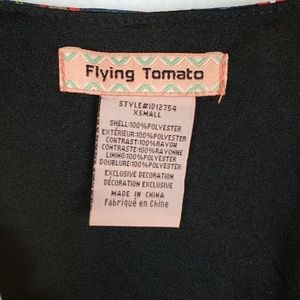 Flying Tomato
STYLE#ID12754
XSMALL
SHELL:100%POLYESTER
EXTÉRIEUR:100%POLYESTER
CONTRAST:100%RAYON
CONTRASTE:100%RAYONNE
LINING:100%POLYESTER
DOUBLURE:100%POLYESTER
EXCLUSIVE DECORATION
DÉCORATION EXCLUSIVE
MADE IN CHINA
Fabriqué en Chine